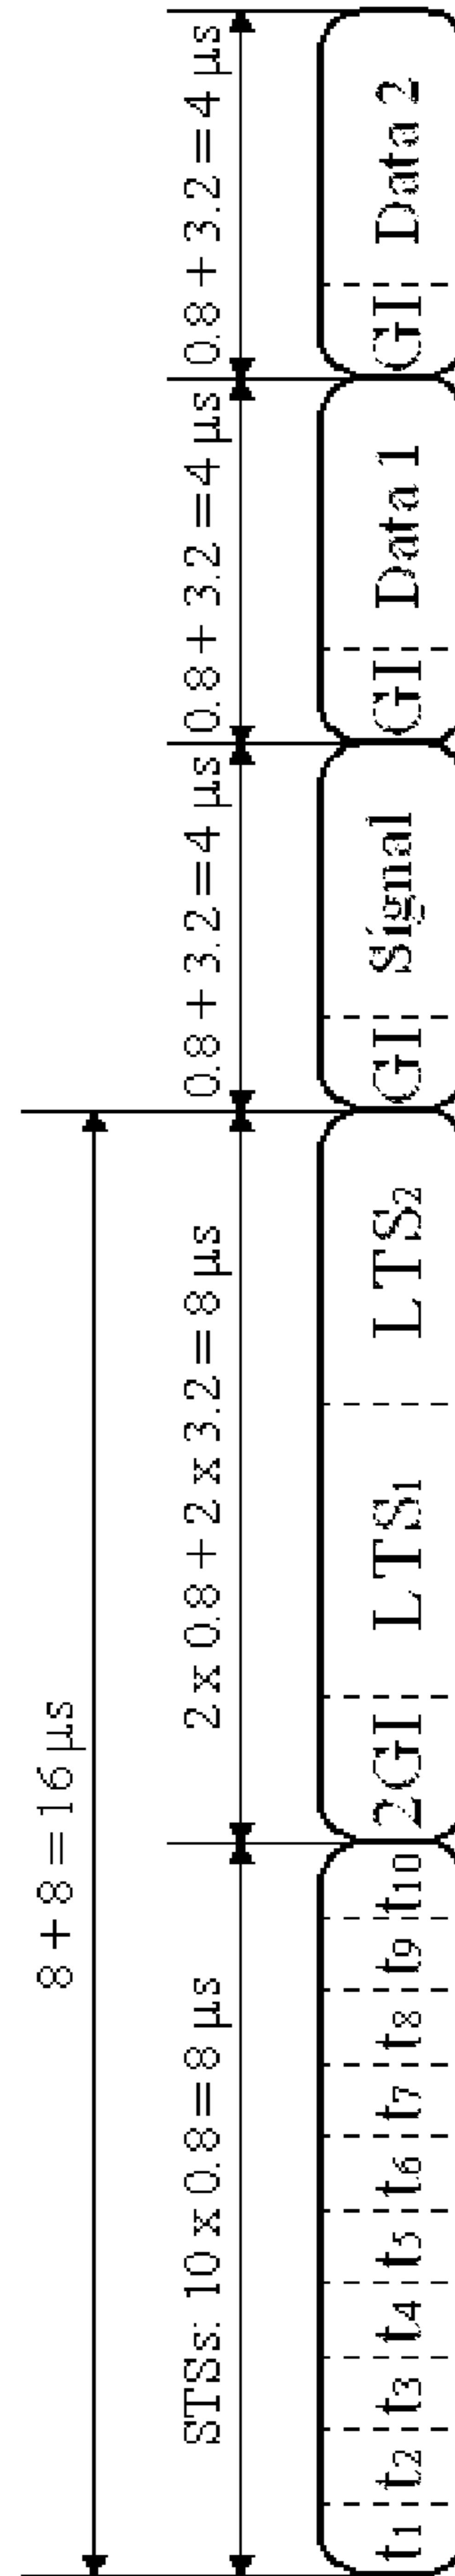 8+8=16 µs
STSs: 10 x 0.8=8 µs
2 x 0.8+2 x 3.2=8 µs
0.8+3.2=4 µs
0.8+3.2=4 µs
0.8+3.2=4 µs
t1 t2 t3 t4 t5 t6 t7 t8 t9 t10
2GI LTS1 LTS2
GI Signal
GI Data 1
GI Data 2